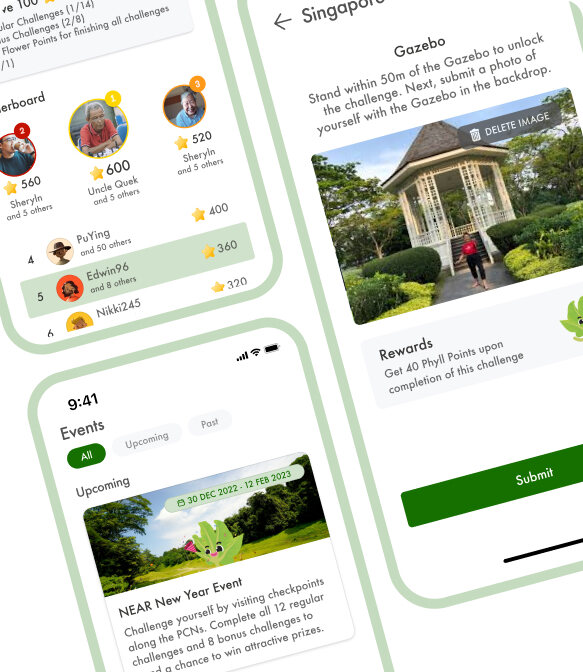 ve 100
ular Challenges (1/14)
us Challenges (2/8)
Flower Points for finishing all challenges
/1)
erboard
2
560
Sheryln
and 5 others
1
600
Uncle Quek
and 5 others
3
520
Sheryln
and 5 others
4
PuYing
and 50 others
400
5
Edwin96
and 8 others
360
6
Nikki245
320
Singapore
Gazebo
Stand within 50m of the Gazebo to unlock
the challenge. Next, submit a photo of
yourself with the Gazebo in the backdrop.
DELETE IMAGE
Rewards
Get 40 Phyll Points upon
completion of this challenge
Submit
9:41
Events
All
Upcoming
Past
Upcoming
30 DEC 2022 - 12 FEB 2023
NEAR New Year Event
Challenge yourself by visiting checkpoints
along the PCNs. Complete all 12 regular
challenges and 8 bonus challenges to
d a chance to win attractive prizes.